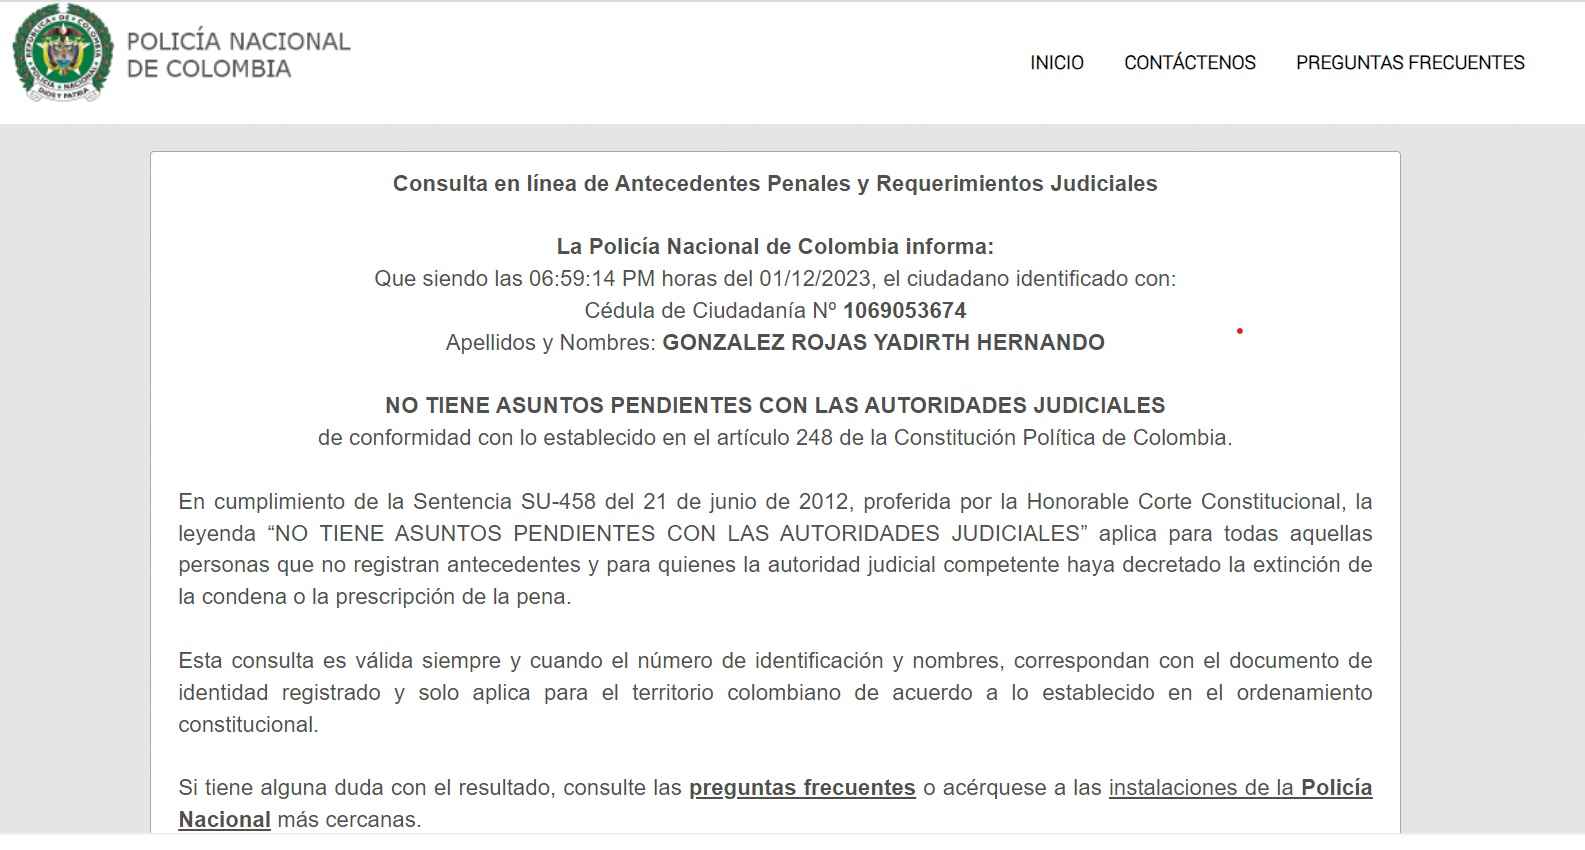 POLICÍA NACIONAL
DE COLOMBIA
INICIO CONTÁCTENOS PREGUNTAS FRECUENTES
REPÚBLICA DE COLOMBIA
POLICÍA NACIONAL
DIOS Y PATRIA
Consulta en línea de Antecedentes Penales y Requerimientos Judiciales
La Policía Nacional de Colombia informa:
Que siendo las 06:59:14 PM horas del 01/12/2023, el ciudadano identificado con:
Cédula de Ciudadanía Nº 1069053674
Apellidos y Nombres: GONZALEZ ROJAS YADIRTH HERNANDO
NO TIENE ASUNTOS PENDIENTES CON LAS AUTORIDADES JUDICIALES
de conformidad con lo establecido en el artículo 248 de la Constitución Política de Colombia.
En cumplimiento de la Sentencia SU-458 del 21 de junio de 2012, proferida por la Honorable Corte Constitucional, la
leyenda “NO TIENE ASUNTOS PENDIENTES CON LAS AUTORIDADES JUDICIALES” aplica para todas aquellas
personas que no registran antecedentes y para quienes la autoridad judicial competente haya decretado la extinción de
la condena o la prescripción de la pena.
Esta consulta es válida siempre y cuando el número de identificación y nombres, correspondan con el documento de
identidad registrado y solo aplica para el territorio colombiano de acuerdo a lo establecido en el ordenamiento
constitucional.
Si tiene alguna duda con el resultado, consulte las preguntas frecuentes o acérquese a las instalaciones de la Policía
Nacional más cercanas.